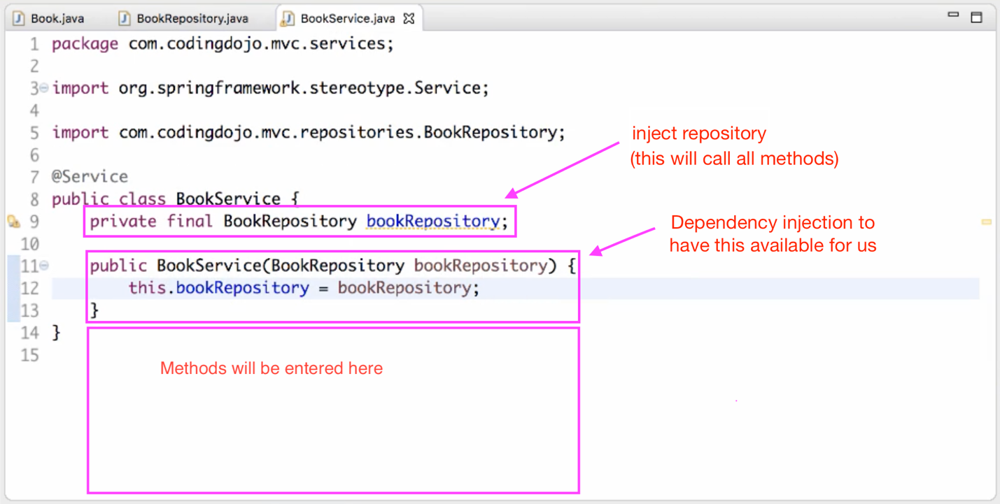 Book.java BookRepository.java BookService.java
1 package com.codingdojo.mvc.services;
2
3 import org.springframework.stereotype.Service;
4
5 import com.codingdojo.mvc.repositories.BookRepository;
6
7 @Service
8 public class BookService {
9 private final BookRepository bookRepository;
10
11 public BookService(BookRepository bookRepository) {
12 this.bookRepository = bookRepository;
13 }
14 }
15
inject repository
(this will call all methods)
Dependency injection to
have this available for us
Methods will be entered here